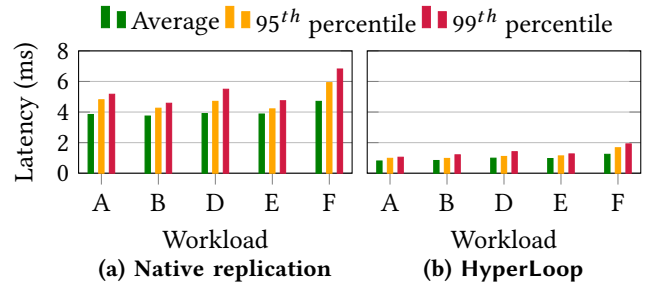 Average 95th percentile 99th percentile
Latency (ms)
8
6
4
2
0
A B D E F
A B D E F
Workload
Workload
(a) Native replication
(b) HyperLoop